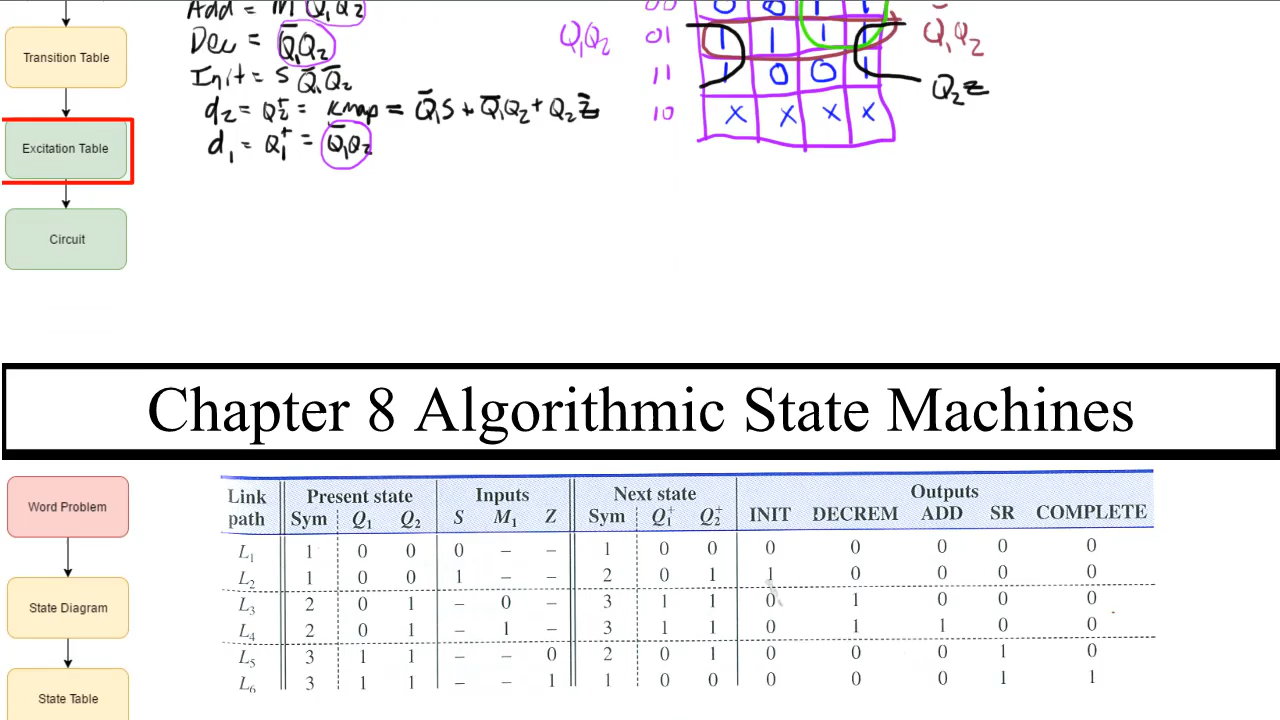 Add = M Q̄₁Q₂
Dec = Q̄₁Q₂
Init = S Q̄₁Q̄₂
d₂ = Q₂⁺ = Kmap = Q̄₁S + Q̄₁Q₂ + Q₂Z̄
d₁ = Q₁⁺ = Q̄₁Q₂
00 0 0 1 1
Q₁Q₂ 01 1 1 1 1 Q̄₁Q₂
11 1 0 0 1 Q₂Z̄
10 X X X X
Transition Table
Excitation Table
Circuit
Chapter 8 Algorithmic State Machines
Word Problem
State Diagram
State Table
Link path Present state Inputs Next state Outputs
Sym Q₁ Q₂ S M₁ Z Sym Q₁⁺ Q₂⁺ INIT DECREM ADD SR COMPLETE
L₁ 1 0 0 0 – – 1 0 0 0 0 0 0 0
L₂ 1 0 0 1 – – 2 0 1 1 0 0 0 0
L₃ 2 0 1 – 0 – 3 1 1 0 1 0 0 0
L₄ 2 0 1 – 1 – 3 1 1 0 1 1 0 0
L₅ 3 1 1 – – 0 2 0 1 0 0 0 1 0
L₆ 3 1 1 – – 1 1 0 0 0 0 0 1 1